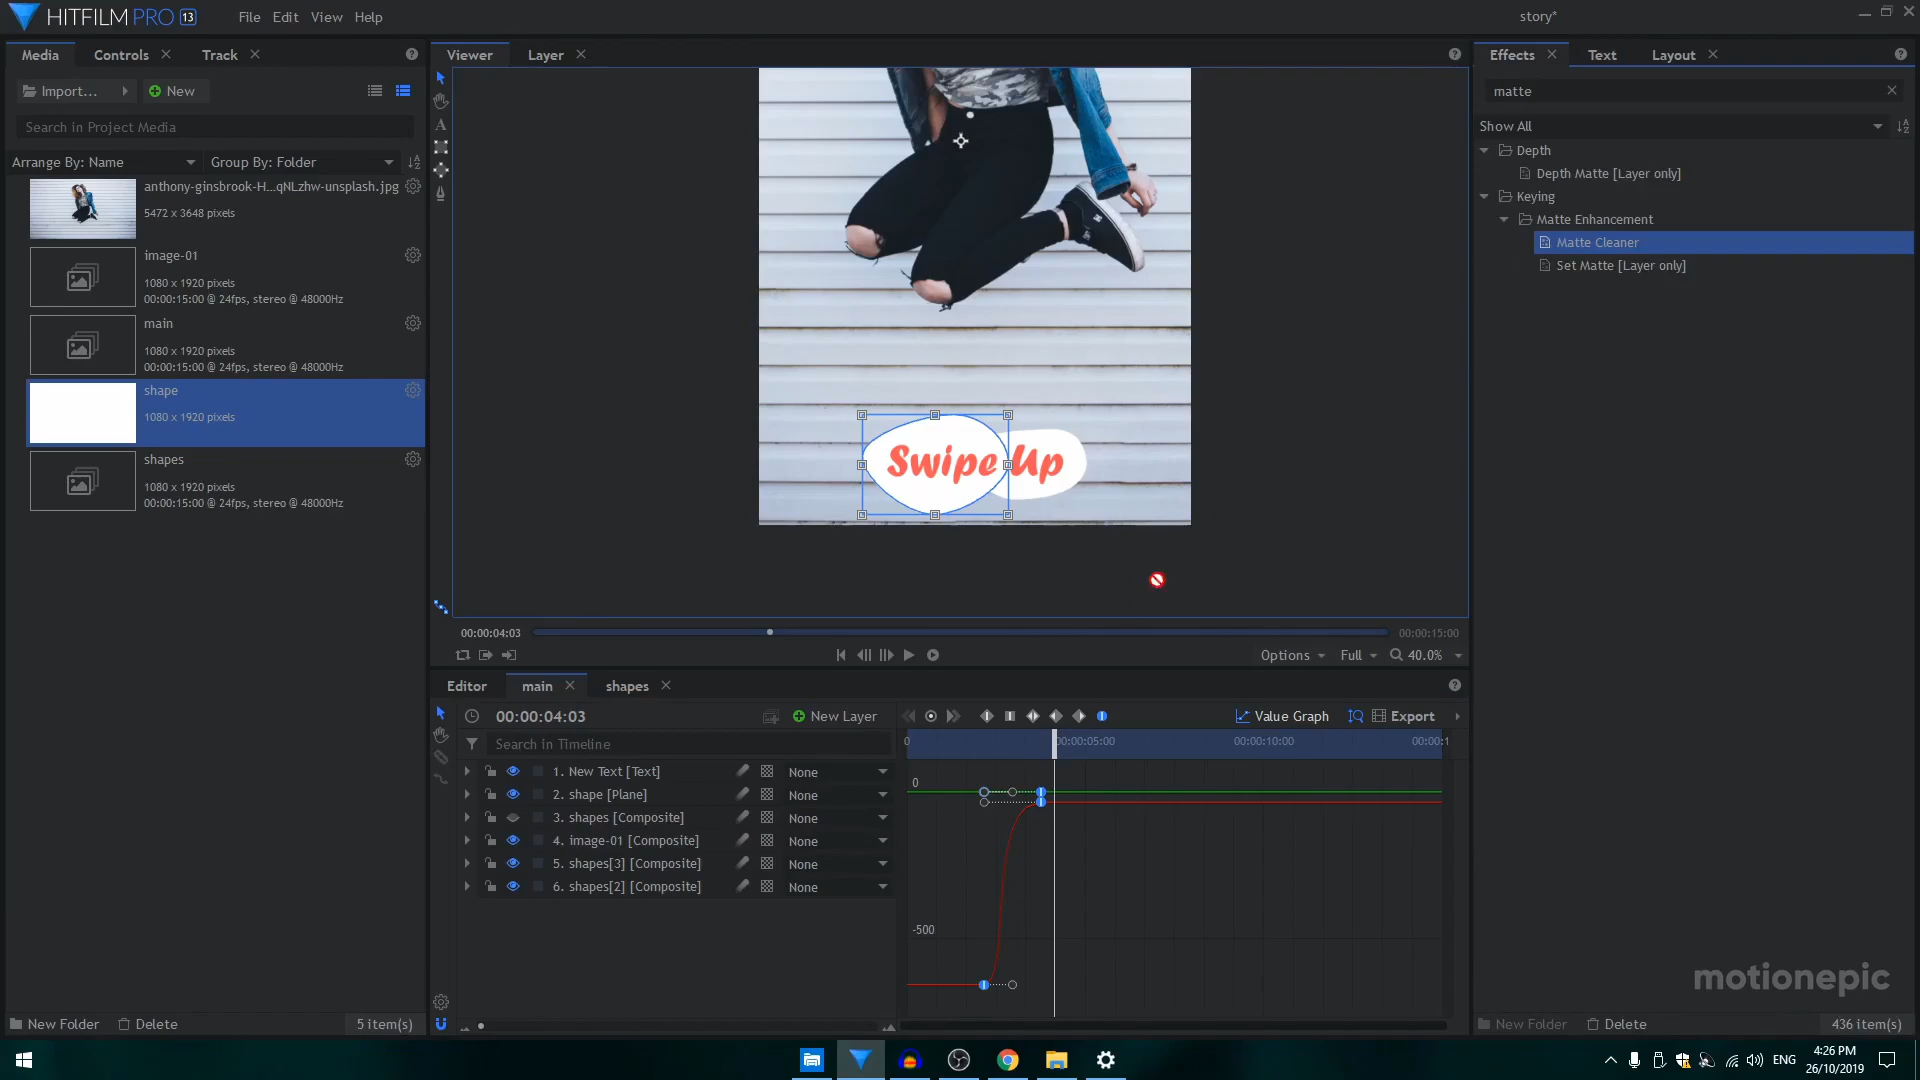 HITFILM PRO 13
File Edit View Help
story*
Media Controls Track
Import... New
Search in Project Media
Arrange By: Name Group By: Folder
anthony-ginsbrook-H...qNLzhw-unsplash.jpg
5472 x 3648 pixels
image-01
1080 x 1920 pixels
00:00:15:00 @ 24fps, stereo @ 48000Hz
main
1080 x 1920 pixels
00:00:15:00 @ 24fps, stereo @ 48000Hz
shape
1080 x 1920 pixels
shapes
1080 x 1920 pixels
00:00:15:00 @ 24fps, stereo @ 48000Hz
New Folder Delete 5 item(s)
Viewer Layer
Swipe Up
00:00:04:03 00:00:15:00
Options Full 40.0%
Editor main shapes
00:00:04:03 New Layer Value Graph Export
Search in Timeline
0 00:00:05:00 00:00:10:00 00:00:1
1. New Text [Text] None
2. shape [Plane] None
3. shapes [Composite] None
4. image-01 [Composite] None
5. shapes[3] [Composite] None
6. shapes[2] [Composite] None
0
-500
Effects Text Layout
matte
Show All
Depth
Depth Matte [Layer only]
Keying
Matte Enhancement
Matte Cleaner
Set Matte [Layer only]
motionepic
New Folder Delete 436 item(s)
ENG
4:26 PM
26/10/2019